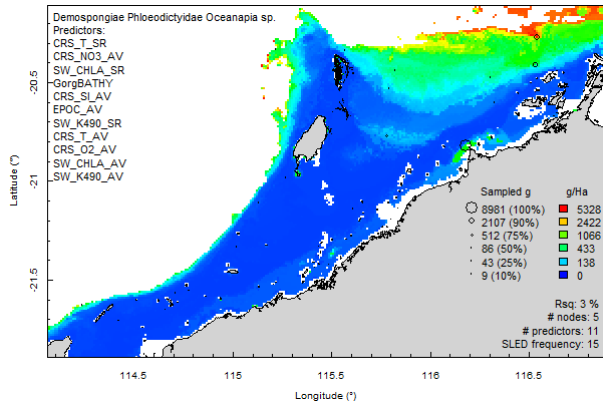 Demospongiae Phloeodictyidae Oceanapia sp.
Predictors:
CRS_T_SR
CRS_NO3_AV
SW_CHLA_SR
GorgBATHY
CRS_SI_AV
EPOC_AV
SW_K490_SR
CRS_T_AV
CRS_O2_AV
SW_CHLA_AV
SW_K490_AV
20.5
21
21.5
Latitude (°)
Sampled g g/Ha
8981 (100%) 5328
2107 (90%) 2422
512 (75%) 1066
86 (50%) 433
43 (25%) 138
9 (10%) 0
Rsq: 3 %
# nodes: 5
# predictors: 11
SLED frequency: 15
114.5 115 115.5 116 116.5
Longitude (°)